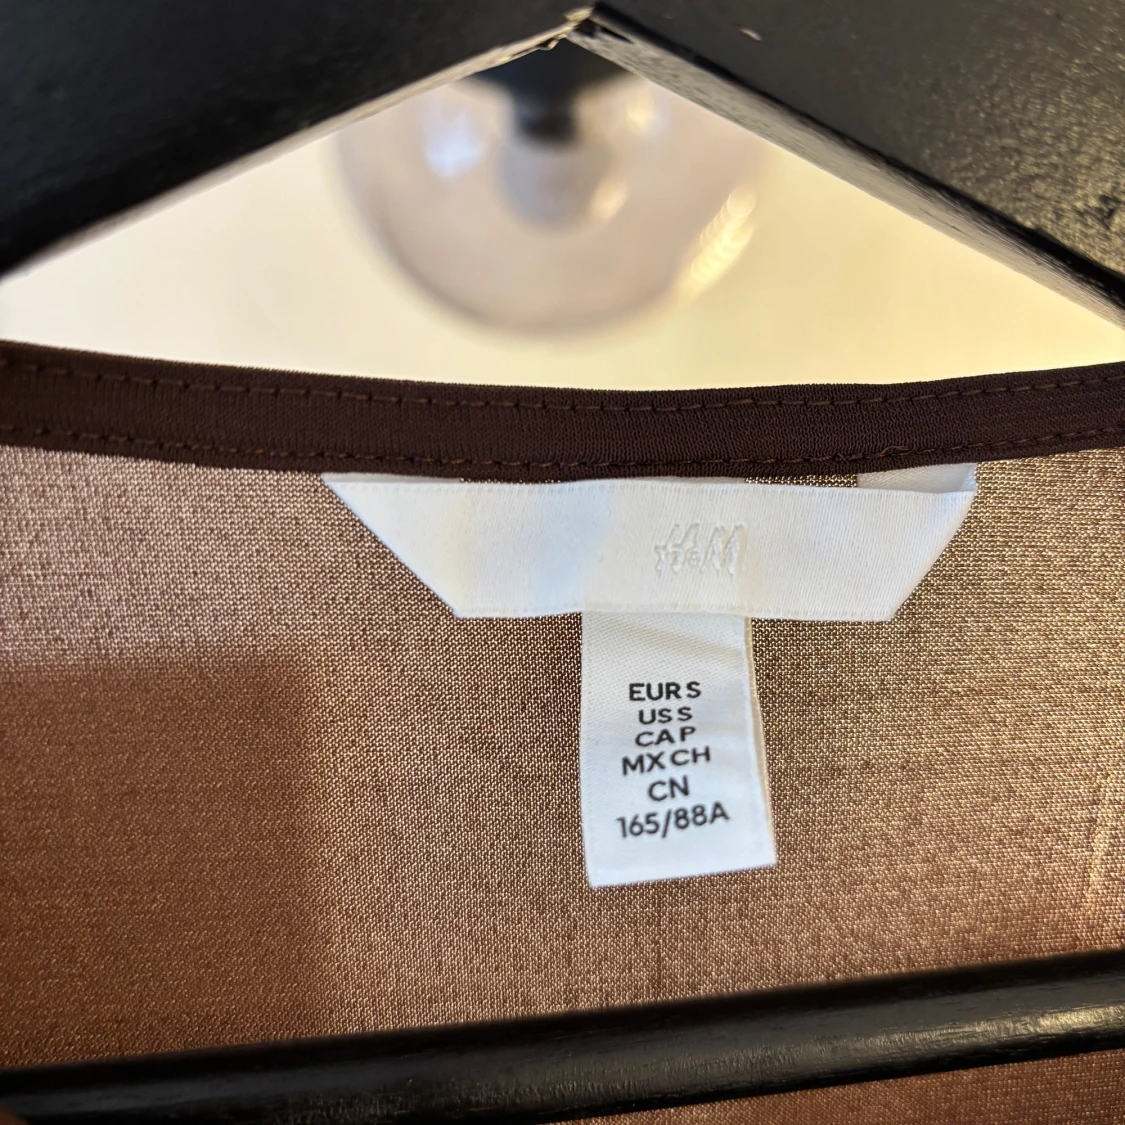 H&M
EUR S
US S
CA P
MX CH
CN
165/88A